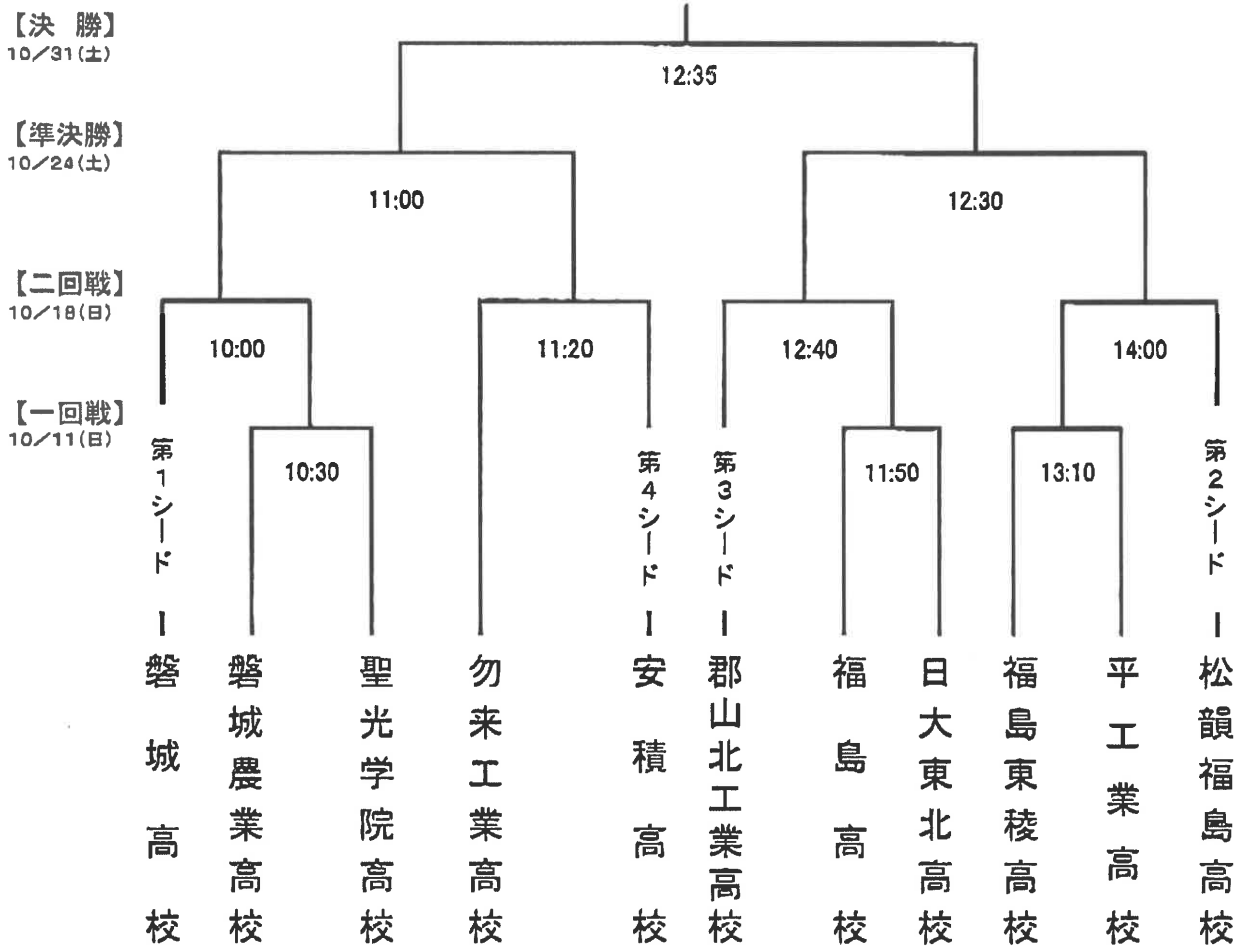 【決 勝】
10/31(土)
12:35
【準決勝】
10/24(土)
11:00
12:30
【二回戦】
10/18(日)
10:00
11:20
12:40
14:00
【一回戦】
10/11(日)
10:30
11:50
13:10
第1シード
第4シード
第3シード
第2シード
磐城高校
磐城農業高校
聖光学院高校
勿来工業高校
安積高校
郡山北工業高校
福島高校
日大東北高校
福島東稜高校
平工業高校
松韻福島高校